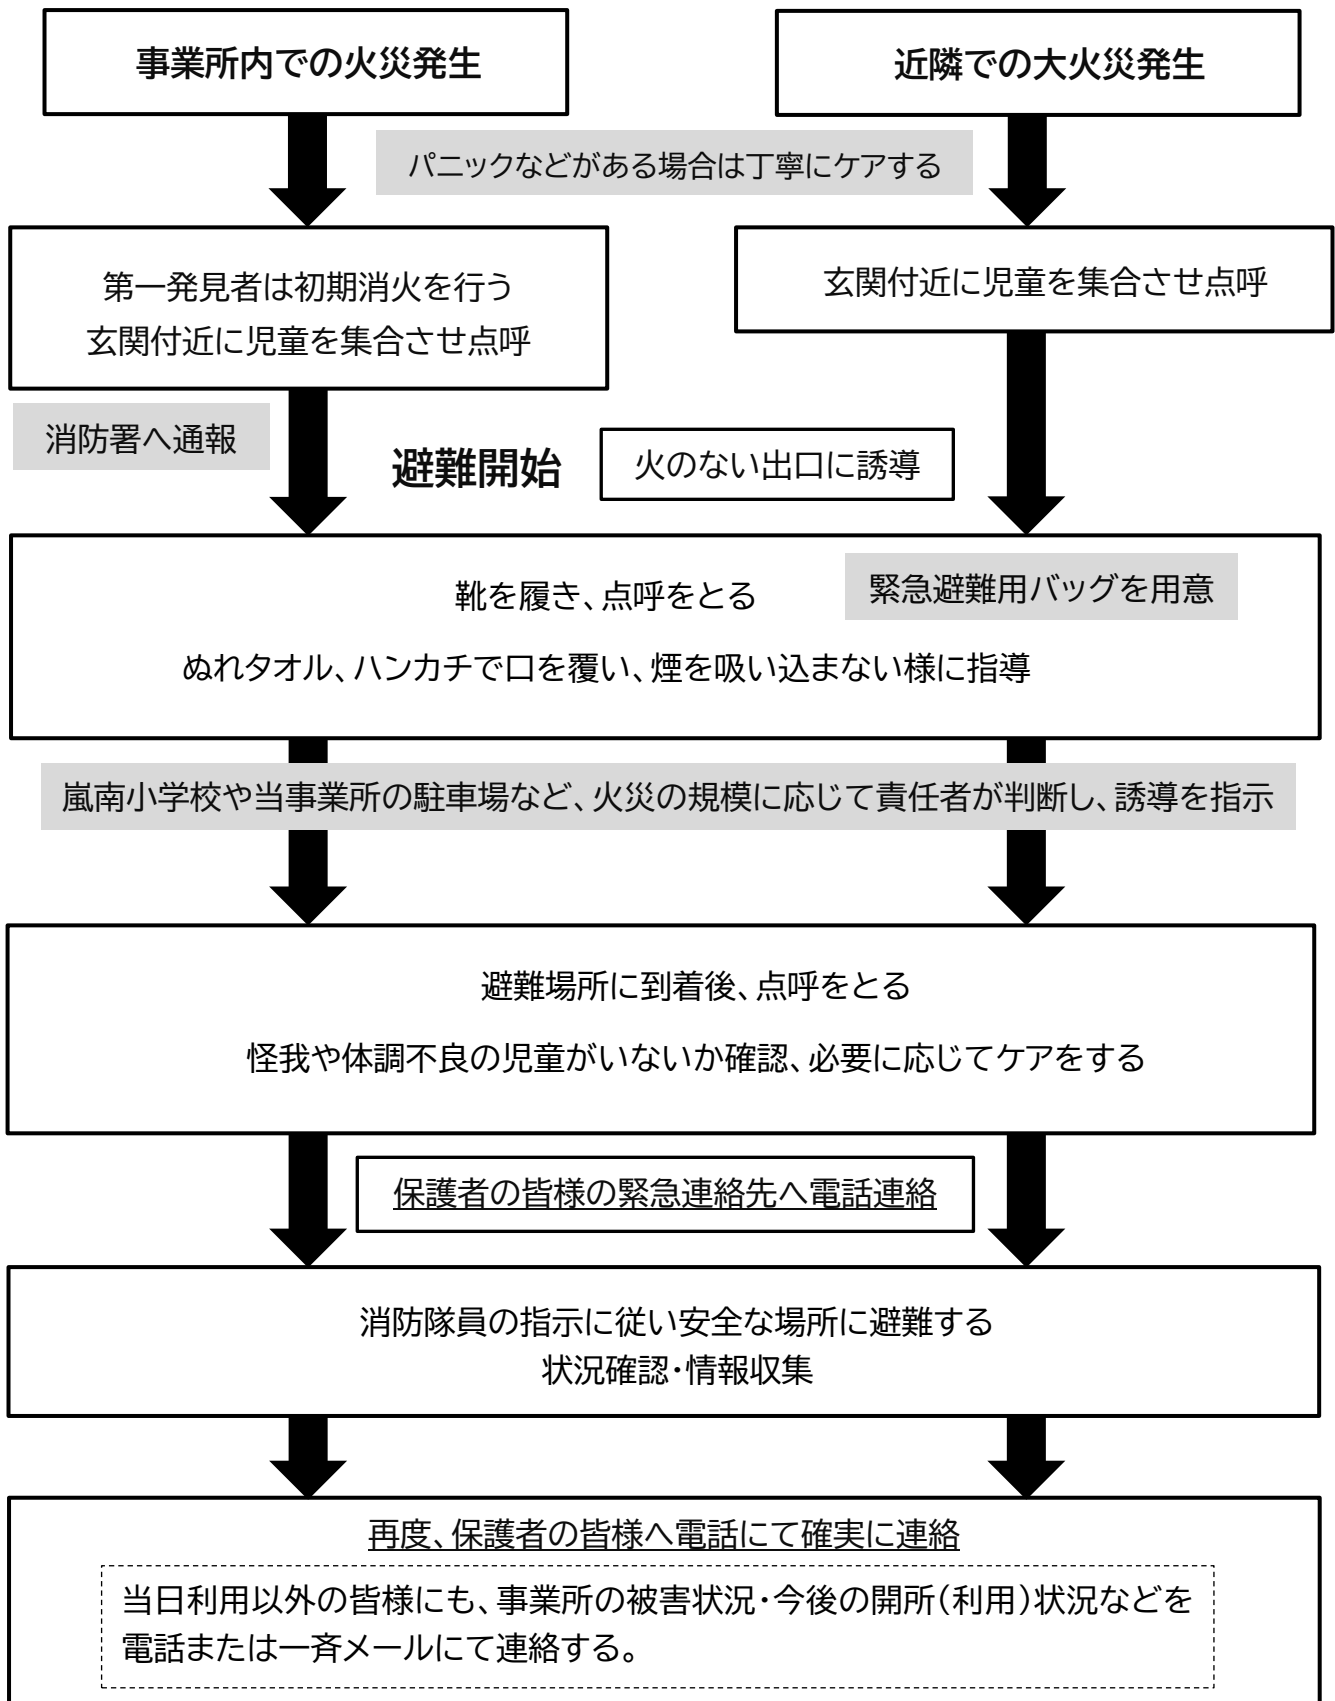 事業所内での火災発生
近隣での大火災発生
パニックなどがある場合は丁寧にケアする
第一発見者は初期消火を行う
玄関付近に児童を集合させ点呼
玄関付近に児童を集合させ点呼
消防署へ通報
避難開始
火のない出口に誘導
靴を履き、点呼をとる
緊急避難用バッグを用意
ぬれタオル、ハンカチで口を覆い、煙を吸い込まない様に指導
嵐南小学校や当事業所の駐車場など、火災の規模に応じて責任者が判断し、誘導を指示
避難場所に到着後、点呼をとる
怪我や体調不良の児童がいないか確認、必要に応じてケアをする
保護者の皆様の緊急連絡先へ電話連絡
消防隊員の指示に従い安全な場所に避難する
状況確認・情報収集
再度、保護者の皆様へ電話にて確実に連絡
当日利用以外の皆様にも、事業所の被害状況・今後の開所(利用)状況などを
電話または一斉メールにて連絡する。